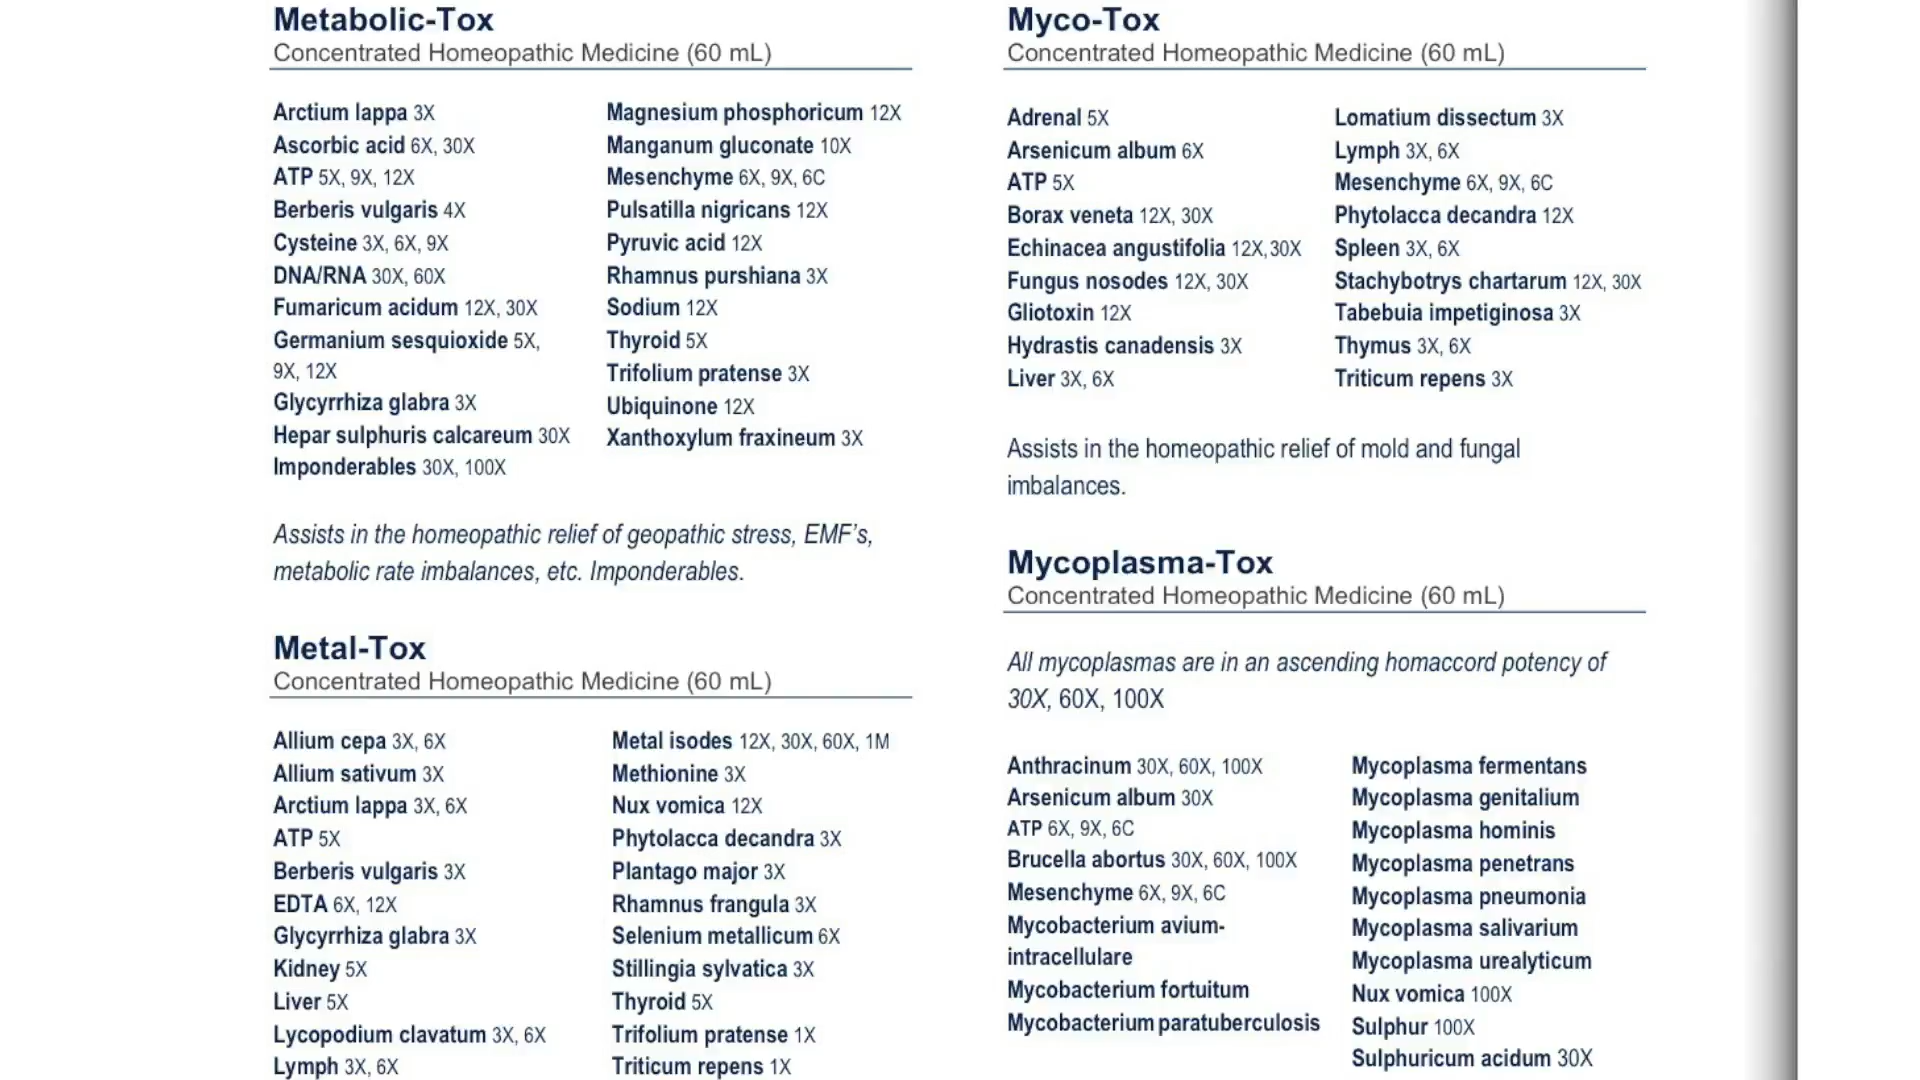 Metabolic-Tox
Concentrated Homeopathic Medicine (60 mL)
Arctium lappa 3X
Ascorbic acid 6X, 30X
ATP 5X, 9X, 12X
Berberis vulgaris 4X
Cysteine 3X, 6X, 9X
DNA/RNA 30X, 60X
Fumaricum acidum 12X, 30X
Germanium sesquioxide 5X,
9X, 12X
Glycyrrhiza glabra 3X
Hepar sulphuris calcareum 30X
Imponderables 30X, 100X
Magnesium phosphoricum 12X
Manganum gluconate 10X
Mesenchyme 6X, 9X, 6C
Pulsatilla nigricans 12X
Pyruvic acid 12X
Rhamnus purshiana 3X
Sodium 12X
Thyroid 5X
Trifolium pratense 3X
Ubiquinone 12X
Xanthoxylum fraxineum 3X
Assists in the homeopathic relief of geopathic stress, EMF's,
metabolic rate imbalances, etc. Imponderables.
Metal-Tox
Concentrated Homeopathic Medicine (60 mL)
Allium cepa 3X, 6X
Allium sativum 3X
Arctium lappa 3X, 6X
ATP 5X
Berberis vulgaris 3X
EDTA 6X, 12X
Glycyrrhiza glabra 3X
Kidney 5X
Liver 5X
Lycopodium clavatum 3X, 6X
Lymph 3X, 6X
Metal isodes 12X, 30X, 60X, 1M
Methionine 3X
Nux vomica 12X
Phytolacca decandra 3X
Plantago major 3X
Rhamnus frangula 3X
Selenium metallicum 6X
Stillingia sylvatica 3X
Thyroid 5X
Trifolium pratense 1X
Triticum repens 1X
Myco-Tox
Concentrated Homeopathic Medicine (60 mL)
Adrenal 5X
Arsenicum album 6X
ATP 5X
Borax veneta 12X, 30X
Echinacea angustifolia 12X, 30X
Fungus nosodes 12X, 30X
Gliotoxin 12X
Hydrastis canadensis 3X
Liver 3X, 6X
Lomatium dissectum 3X
Lymph 3X, 6X
Mesenchyme 6X, 9X, 6C
Phytolacca decandra 12X
Spleen 3X, 6X
Stachybotrys chartarum 12X, 30X
Tabebuia impetiginosa 3X
Thymus 3X, 6X
Triticum repens 3X
Assists in the homeopathic relief of mold and fungal
imbalances.
Mycoplasma-Tox
Concentrated Homeopathic Medicine (60 mL)
All mycoplasmas are in an ascending homaccord potency of
30X, 60X, 100X
Anthracinum 30X, 60X, 100X
Arsenicum album 30X
ATP 6X, 9X, 6C
Brucella abortus 30X, 60X, 100X
Mesenchyme 6X, 9X, 6C
Mycobacterium avium-
intracellulare
Mycobacterium fortuitum
Mycobacterium paratuberculosis
Mycoplasma fermentans
Mycoplasma genitalium
Mycoplasma hominis
Mycoplasma penetrans
Mycoplasma pneumonia
Mycoplasma salivarium
Mycoplasma urealyticum
Nux vomica 100X
Sulphur 100X
Sulphuricum acidum 30X